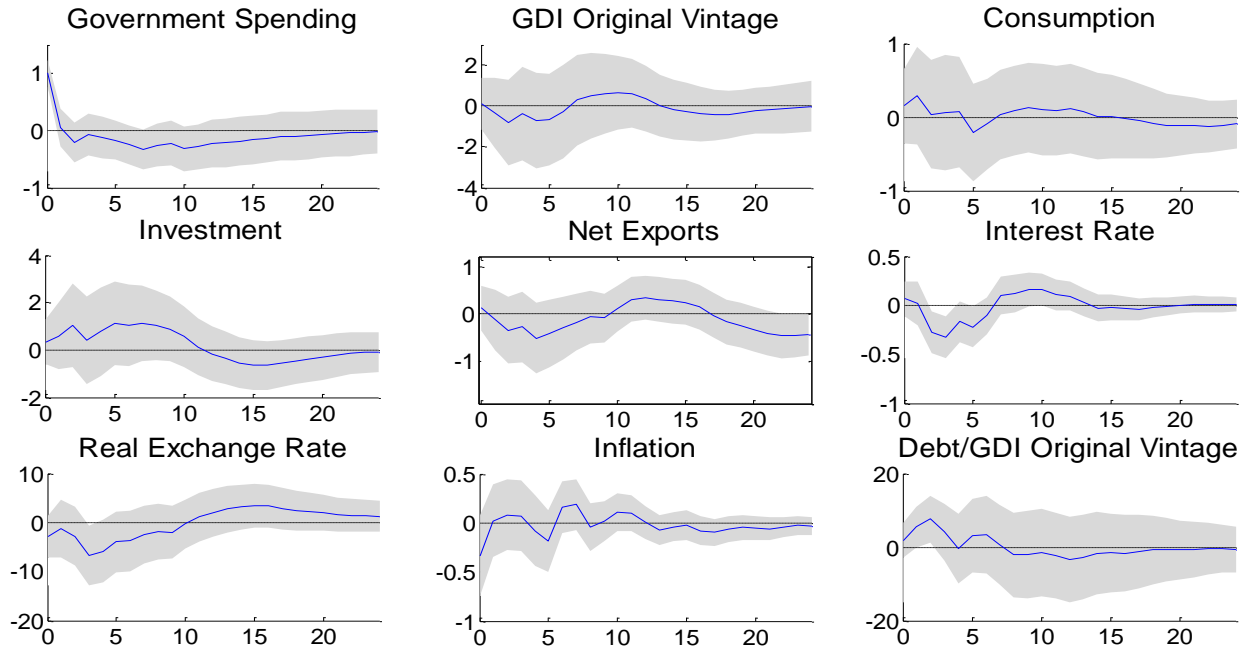 Government Spending
1
0
-1
0 5 10 15 20
GDI Original Vintage
2
0
-2
-4
0 5 10 15 20
Consumption
1
0
-1
0 5 10 15 20
Investment
4
2
0
-2
0 5 10 15 20
Net Exports
1
0
-1
0 5 10 15 20
Interest Rate
0.5
0
-0.5
-1
0 5 10 15 20
Real Exchange Rate
10
0
-10
-20
0 5 10 15 20
Inflation
0.5
0
-0.5
-1
0 5 10 15 20
Debt/GDI Original Vintage
20
0
-20
0 5 10 15 20